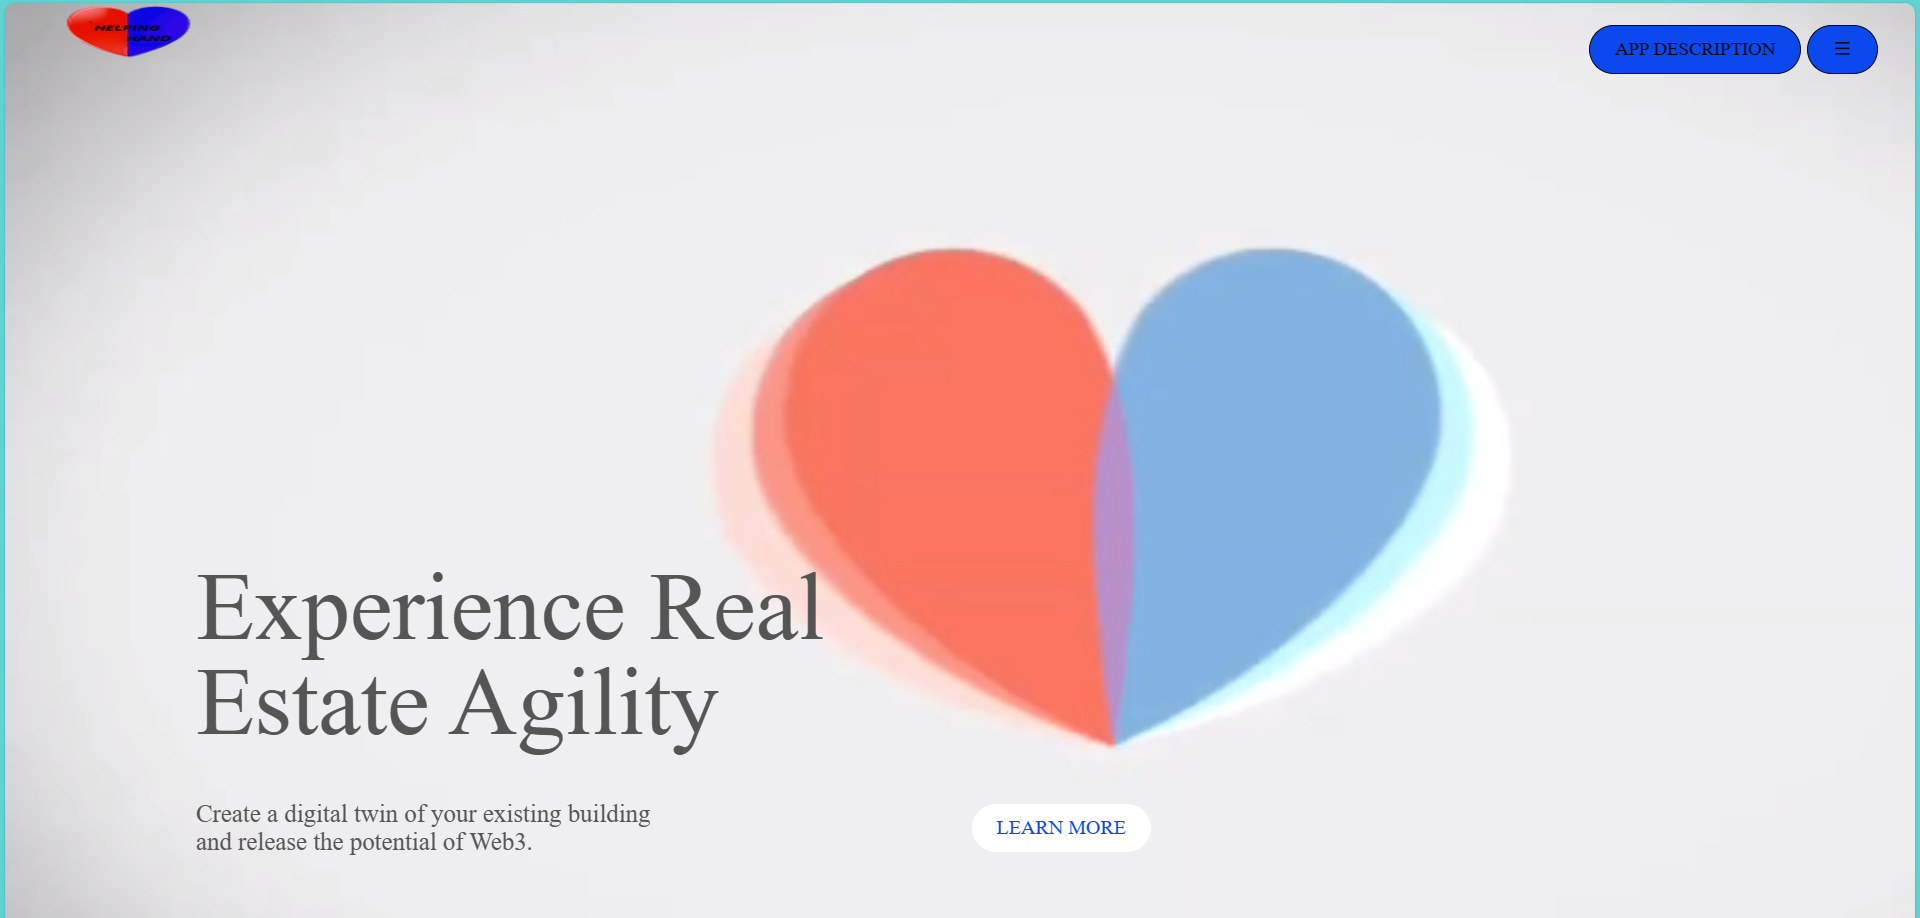 HELPING
HAND
APP DESCRIPTION
Experience Real
Estate Agility
Create a digital twin of your existing building
and release the potential of Web3.
LEARN MORE